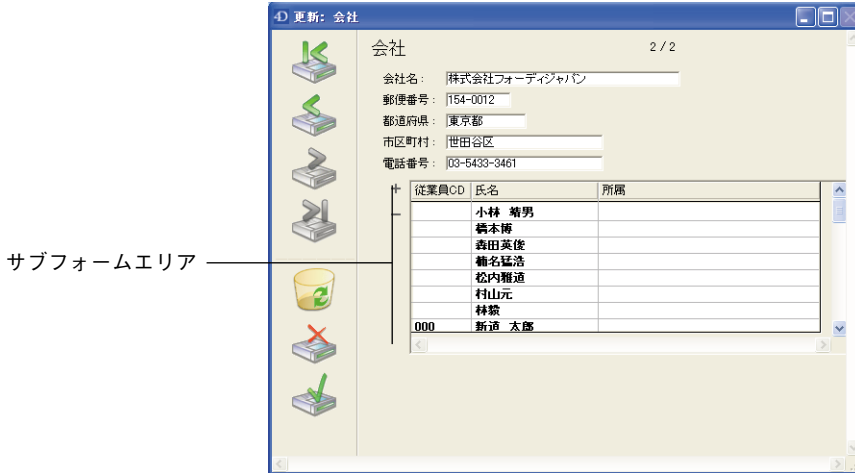 4D 更新: 会社
会社 2 / 2
会社名: 株式会社フォーディジャパン
郵便番号: 154-0012
都道府県: 東京都
市区町村: 世田谷区
電話番号: 03-5433-3461
従業員CD 氏名 所属
小林 靖男
橋本博
森田英俊
楠名猛浩
松内雅道
村山元
林毅
000 新道 太郎
サブフォームエリア